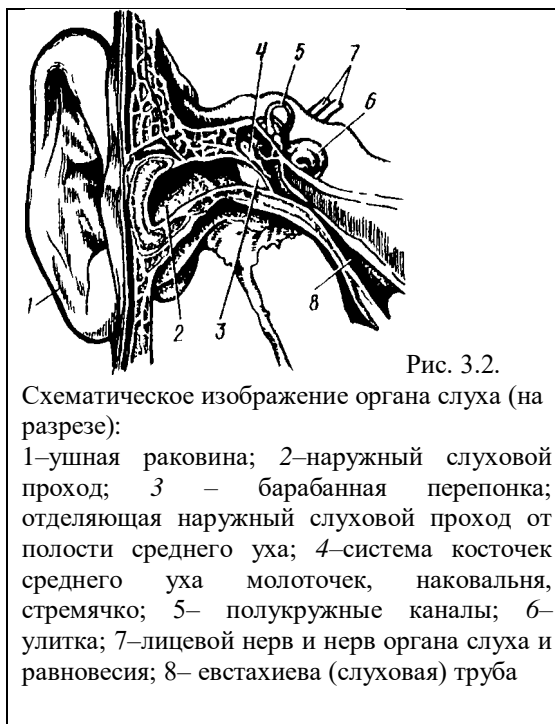 4 5 7
6
1
2 3 8
Рис. 3.2.
Схематическое изображение органа слуха (на
разрезе):
1–ушная раковина; 2–наружный слуховой
проход; 3 – барабанная перепонка;
отделяющая наружный слуховой проход от
полости среднего уха; 4–система косточек
среднего уха молоточек, наковальня,
стремячко; 5– полукружные каналы; 6–
улитка; 7–лицевой нерв и нерв органа слуха и
равновесия; 8– евстахиева (слуховая) труба